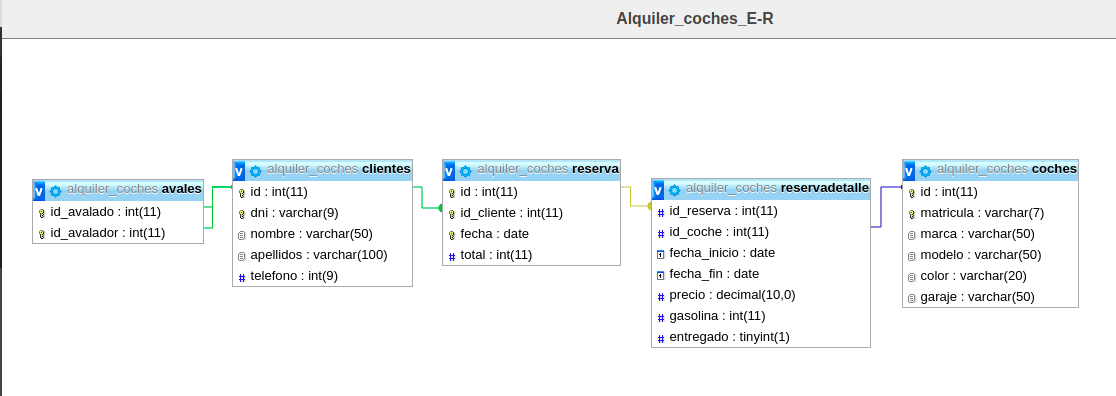 Alquiler_coches_E-R
alquiler_coches avales
id_avalado : int(11)
id_avalador : int(11)
alquiler_coches clientes
id : int(11)
dni : varchar(9)
nombre : varchar(50)
apellidos : varchar(100)
telefono : int(9)
alquiler_coches reserva
id : int(11)
id_cliente : int(11)
fecha : date
total : int(11)
alquiler_coches reservadetalle
id_reserva : int(11)
id_coche : int(11)
fecha_inicio : date
fecha_fin : date
precio : decimal(10,0)
gasolina : int(11)
entregado : tinyint(1)
alquiler_coches coches
id : int(11)
matricula : varchar(7)
marca : varchar(50)
modelo : varchar(50)
color : varchar(20)
garaje : varchar(50)